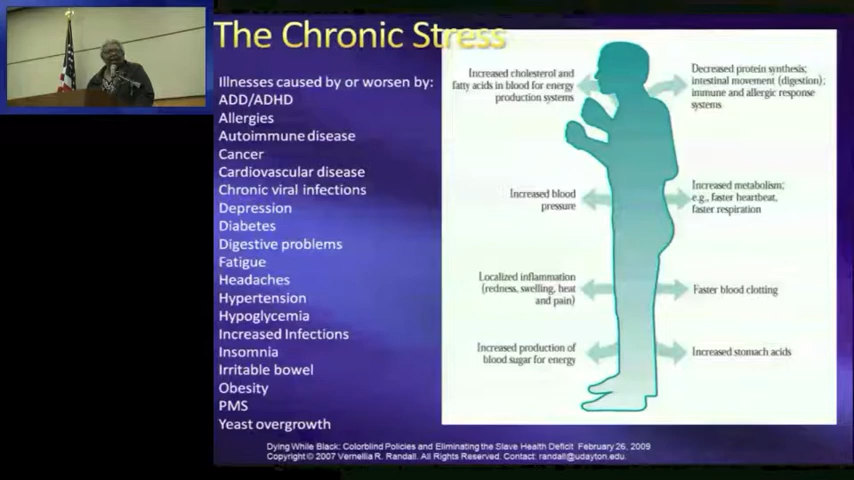 The Chronic Stress
Illnesses caused by or worsen by:
ADD/ADHD
Allergies
Autoimmune disease
Cancer
Cardiovascular disease
Chronic viral infections
Depression
Diabetes
Digestive problems
Fatigue
Headaches
Hypertension
Hypoglycemia
Increased Infections
Insomnia
Irritable bowel
Obesity
PMS
Yeast overgrowth
Increased cholesterol and
fatty acids in blood for energy
production systems
Decreased protein synthesis;
intestinal movement (digestion);
immune and allergic response
systems
Increased blood
pressure
Increased metabolism;
e.g., faster heartbeat,
faster respiration
Localized inflammation
(redness, swelling, heat
and pain)
Faster blood clotting
Increased production of
blood sugar for energy
Increased stomach acids
Dying While Black: Colorblind Policies and Eliminating the Slave Health Deficit February 26, 2009
Copyright © 2007 Vernellia R. Randall. All Rights Reserved. Contact: randall@udayton.edu.